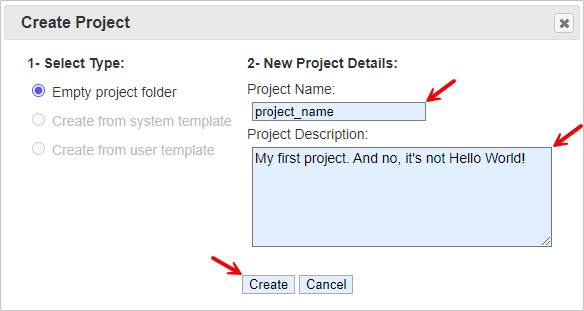 Create Project
1- Select Type:
Empty project folder
Create from system template
Create from user template
2- New Project Details:
Project Name:
project_name
Project Description:
My first project. And no, it's not Hello World!
Create
Cancel